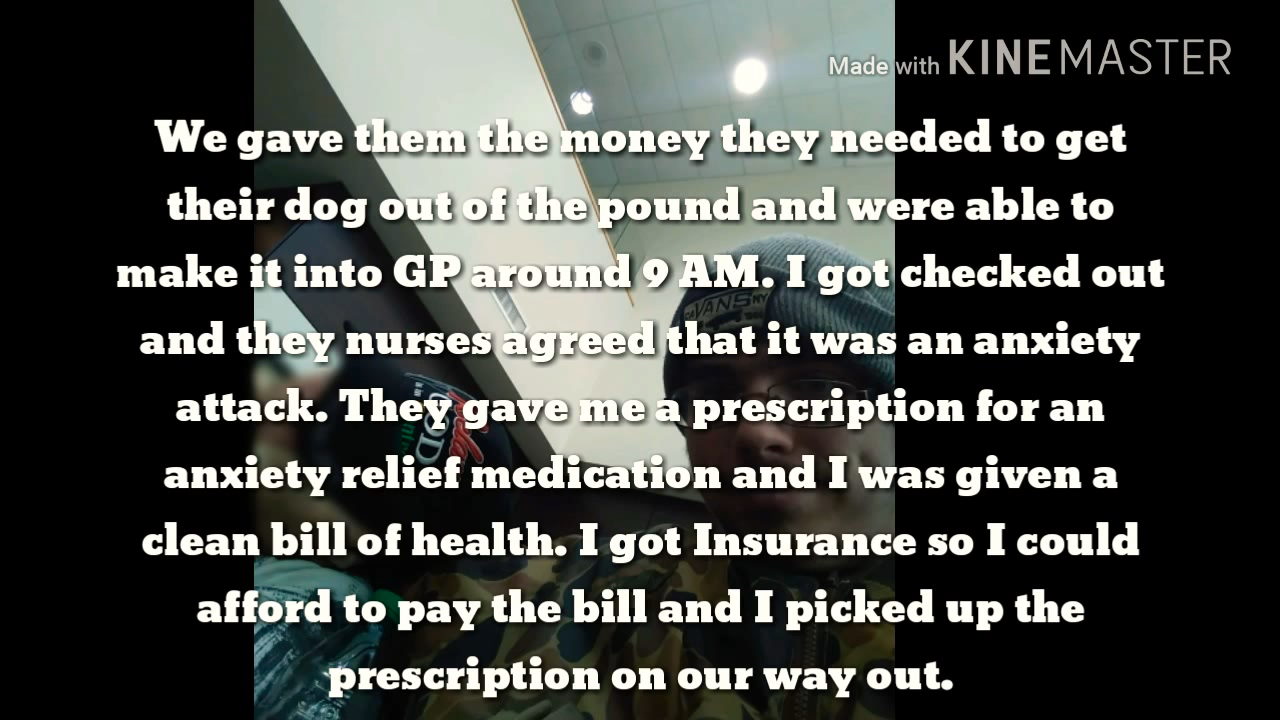 Made with KINEMASTER
We gave them the money they needed to get
their dog out of the pound and were able to
make it into GP around 9 AM. I got checked out
and they nurses agreed that it was an anxiety
attack. They gave me a prescription for an
anxiety relief medication and I was given a
clean bill of health. I got Insurance so I could
afford to pay the bill and I picked up the
prescription on our way out.
VANS